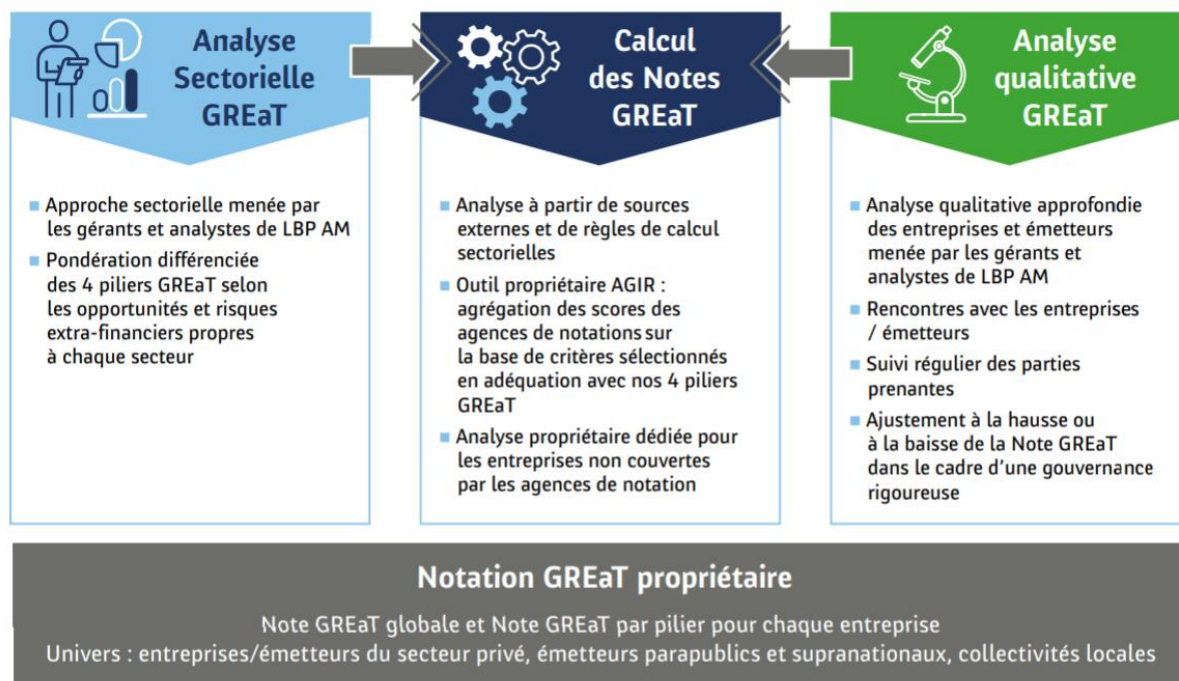 Analyse
Sectorielle
GREaT
Approche sectorielle menée par
les gérants et analystes de LBP AM
Pondération différenciée
des 4 piliers GREaT selon
les opportunités et risques
extra-financiers propres
à chaque secteur
Calcul
des Notes
GREaT
Analyse à partir de sources
externes et de règles de calcul
sectorielles
Outil propriétaire AGIR :
agrégation des scores des
agences de notations sur
la base de critères sélectionnés
en adéquation avec nos 4 piliers
GREaT
Analyse propriétaire dédiée pour
les entreprises non couvertes
par les agences de notation
Analyse
qualitative
GREaT
Analyse qualitative approfondie
des entreprises et émetteurs
menée par les gérants et
analystes de LBP AM
Rencontres avec les entreprises
/ émetteurs
Suivi régulier des parties
prenantes
Ajustement à la hausse ou
à la baisse de la Note GREaT
dans le cadre d'une gouvernance
rigoureuse
Notation GREaT propriétaire
Note GREaT globale et Note GREaT par pilier pour chaque entreprise
Univers : entreprises/émetteurs du secteur privé, émetteurs parapublics et supranationaux, collectivités locales